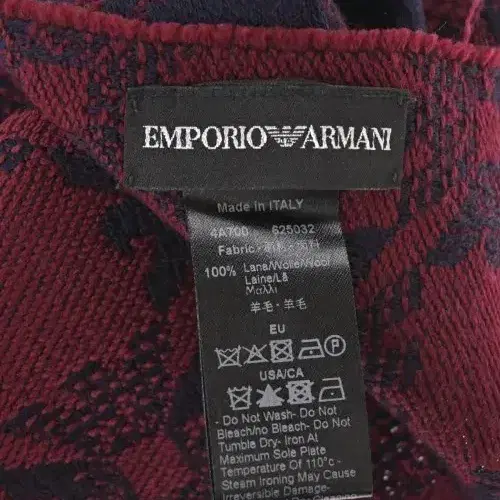 EMPORIO ARMANI
Made in ITALY
4A700 625032
Fabric
100% Lana/Wolle/Wool
Laine/Lã
Μαλλί
羊毛・羊毛
EU
P
USA/CA
- Do Not Wash- Do Not
Bleach/no Bleach- Do Not
Tumble Dry- Iron At
Maximum Sole Plate
Temperature Of 110°c -
Steam Ironing May Cause
Irreversible Damage-